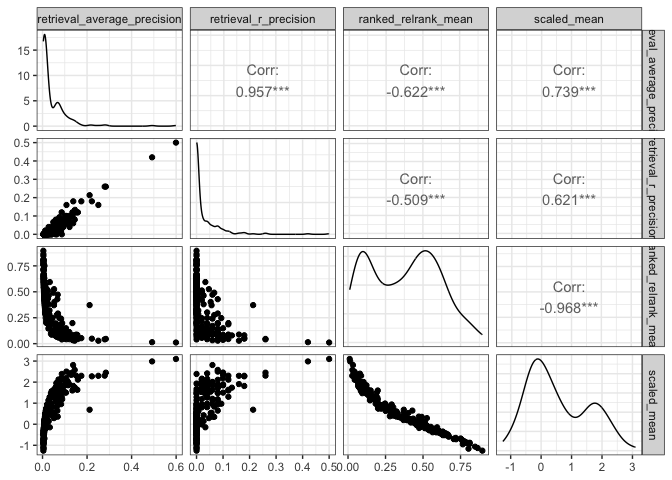 retrieval_average_precision retrieval_r_precision ranked_relrank_mean scaled_mean
15
10
5
0
Corr:
0.957***
Corr:
-0.622***
Corr:
0.739***
eval_average_preci
0.5
0.4
0.3
0.2
0.1
0.0
Corr:
-0.509***
Corr:
0.621***
retrieval_r_precision
0.75
0.50
0.25
0.00
Corr:
-0.968***
anked_relrank_mea
3
2
1
0
-1
scaled_mean
0.0 0.2 0.4 0.6 0.0 0.1 0.2 0.3 0.4 0.5 0.00 0.25 0.50 0.75 -1 0 1 2 3